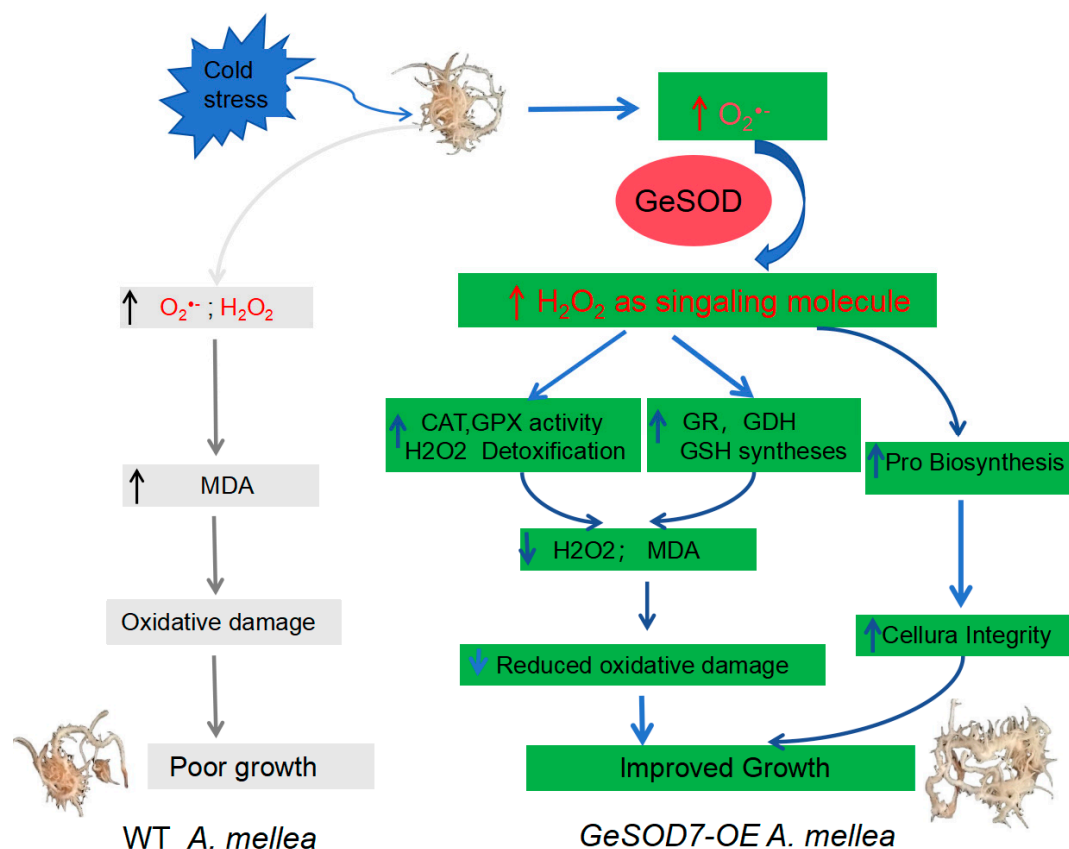 Cold
stress
O₂•-
GeSOD
O₂•- ; H₂O₂
H₂O₂ as singaling molecule
CAT,GPX activity
H2O2 Detoxification
GR, GDH
GSH syntheses
Pro Biosynthesis
MDA
H2O2; MDA
Oxidative damage
Cellura Integrity
Reduced oxidative damage
Poor growth
Improved Growth
WT A. mellea
GeSOD7-OE A. mellea